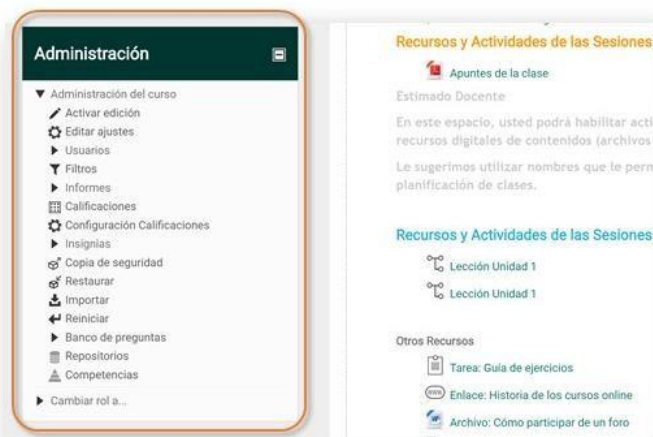 Administración
Administración del curso
Activar edición
Editar ajustes
Usuarios
Filtros
Informes
Calificaciones
Configuración Calificaciones
Insignias
Copia de seguridad
Restaurar
Importar
Reiniciar
Banco de preguntas
Repositorios
Competencias
Cambiar rol a...
Recursos y Actividades de las Sesiones
Apuntes de la clase
Estimado Docente
En este espacio, usted podrá habilitar acti
recursos digitales de contenidos (archivos
Le sugerimos utilizar nombres que le perm
planificación de clases.
Recursos y Actividades de las Sesiones
Lección Unidad 1
Lección Unidad 1
Otros Recursos
Tarea: Guía de ejercicios
Enlace: Historia de los cursos online
Archivo: Cómo participar de un foro